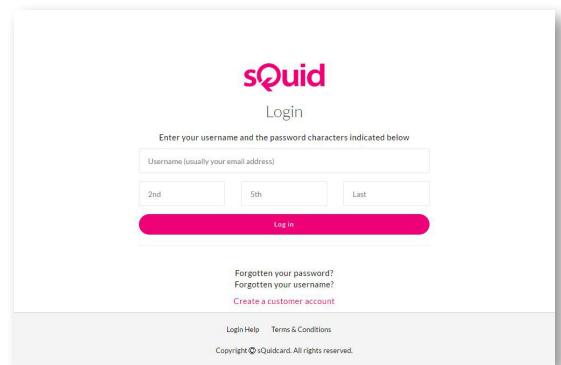 sQuid
Login
Enter your username and the password characters indicated below
Username (usually your email address)
2nd 5th Last
Log in
Forgotten your password?
Forgotten your username?
Create a customer account
Login Help Terms & Conditions
Copyright © sQuidcard. All rights reserved.